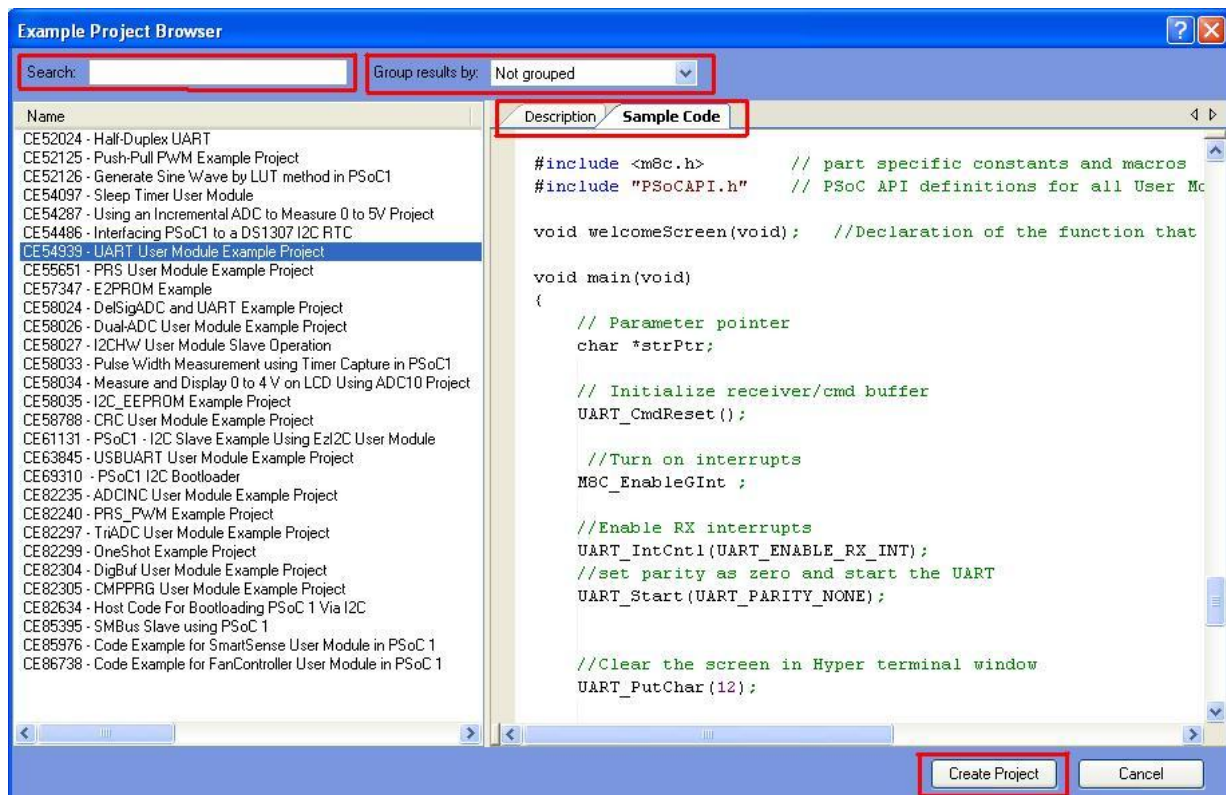 Example Project Browser
Search:
Group results by: Not grouped
Name
CE52024 - Half-Duplex UART
CE52125 - Push-Pull PWM Example Project
CE52126 - Generate Sine Wave by LUT method in PSoC1
CE54097 - Sleep Timer User Module
CE54287 - Using an Incremental ADC to Measure 0 to 5V Project
CE54486 - Interfacing PSoC1 to a DS1307 I2C RTC
CE54939 - UART User Module Example Project
CE55651 - PRS User Module Example Project
CE57347 - E2PROM Example
CE58024 - DelSigADC and UART Example Project
CE58026 - Dual-ADC User Module Example Project
CE58027 - I2CHW User Module Slave Operation
CE58033 - Pulse Width Measurement using Timer Capture in PSoC1
CE58034 - Measure and Display 0 to 4 V on LCD Using ADC10 Project
CE58035 - I2C_EEPROM Example Project
CE58788 - CRC User Module Example Project
CE61131 - PSoC1 - I2C Slave Example Using EzI2C User Module
CE63845 - USBUART User Module Example Project
CE69310 - PSoC1 I2C Bootloader
CE82235 - ADCINC User Module Example Project
CE82240 - PRS_PWM Example Project
CE82297 - TriADC User Module Example Project
CE82299 - OneShot Example Project
CE82304 - DigBuf User Module Example Project
CE82305 - CMPPRG User Module Example Project
CE82634 - Host Code For Bootloading PSoC 1 Via I2C
CE85395 - SMBus Slave using PSoC 1
CE85976 - Code Example for SmartSense User Module in PSoC 1
CE86738 - Code Example for FanController User Module in PSoC 1
Description Sample Code
#include <m8c.h> // part specific constants and macros
#include "PSoCAPI.h" // PSoC API definitions for all User Mo
void welcomeScreen(void); //Declaration of the function that
void main(void)
{
// Parameter pointer
char *strPtr;
// Initialize receiver/cmd buffer
UART_CmdReset();
//Turn on interrupts
M8C_EnableGInt ;
//Enable RX interrupts
UART_IntCntl(UART_ENABLE_RX_INT);
//set parity as zero and start the UART
UART_Start(UART_PARITY_NONE);
//Clear the screen in Hyper terminal window
UART_PutChar(12);
Create Project Cancel